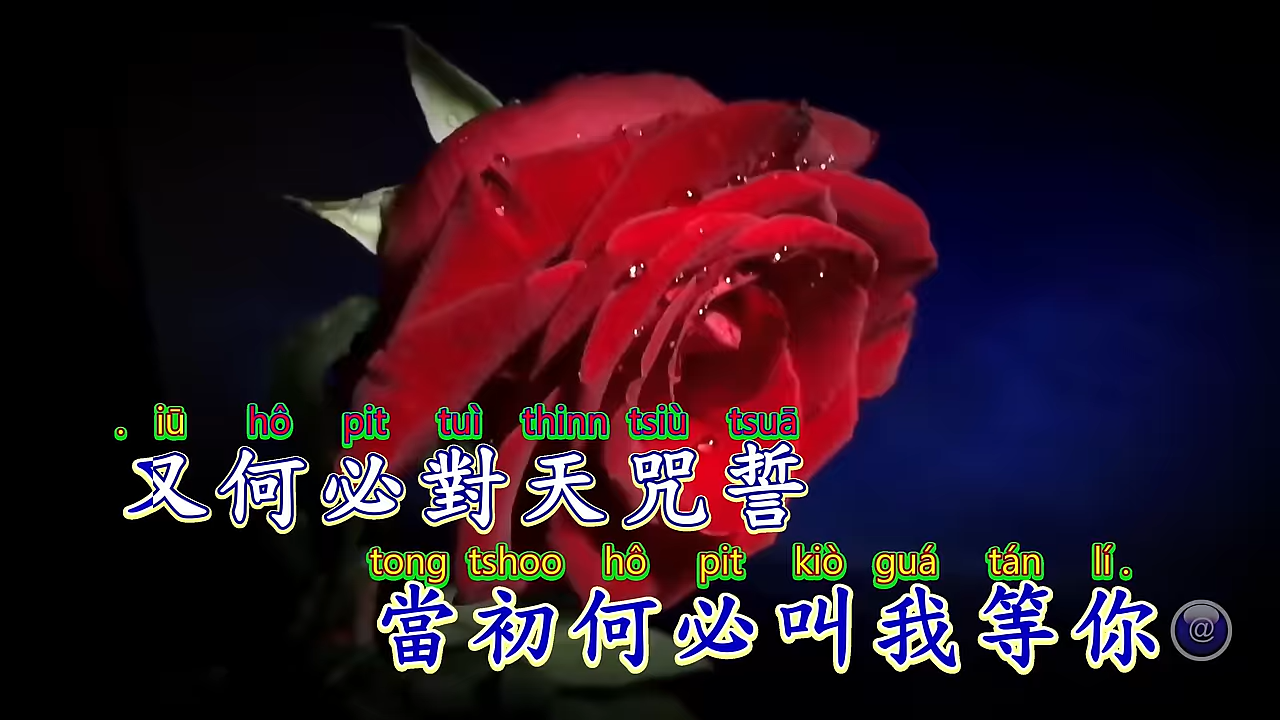 . iū hô pit tuì thinn tsiù tsuā
又何必對天咒誓
tong tshoo hô pit kiò guá tán lí .
當初何必叫我等你
@